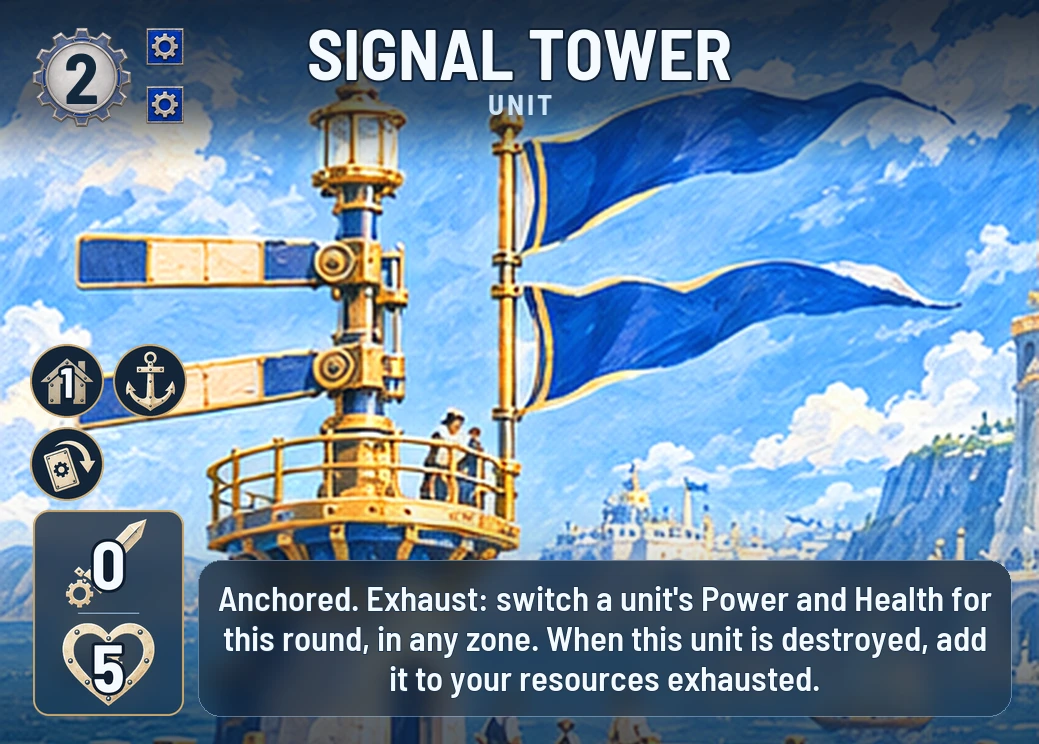 2
SIGNAL TOWER
UNIT
1
0
5
Anchored. Exhaust: switch a unit's Power and Health for
this round, in any zone. When this unit is destroyed, add
it to your resources exhausted.